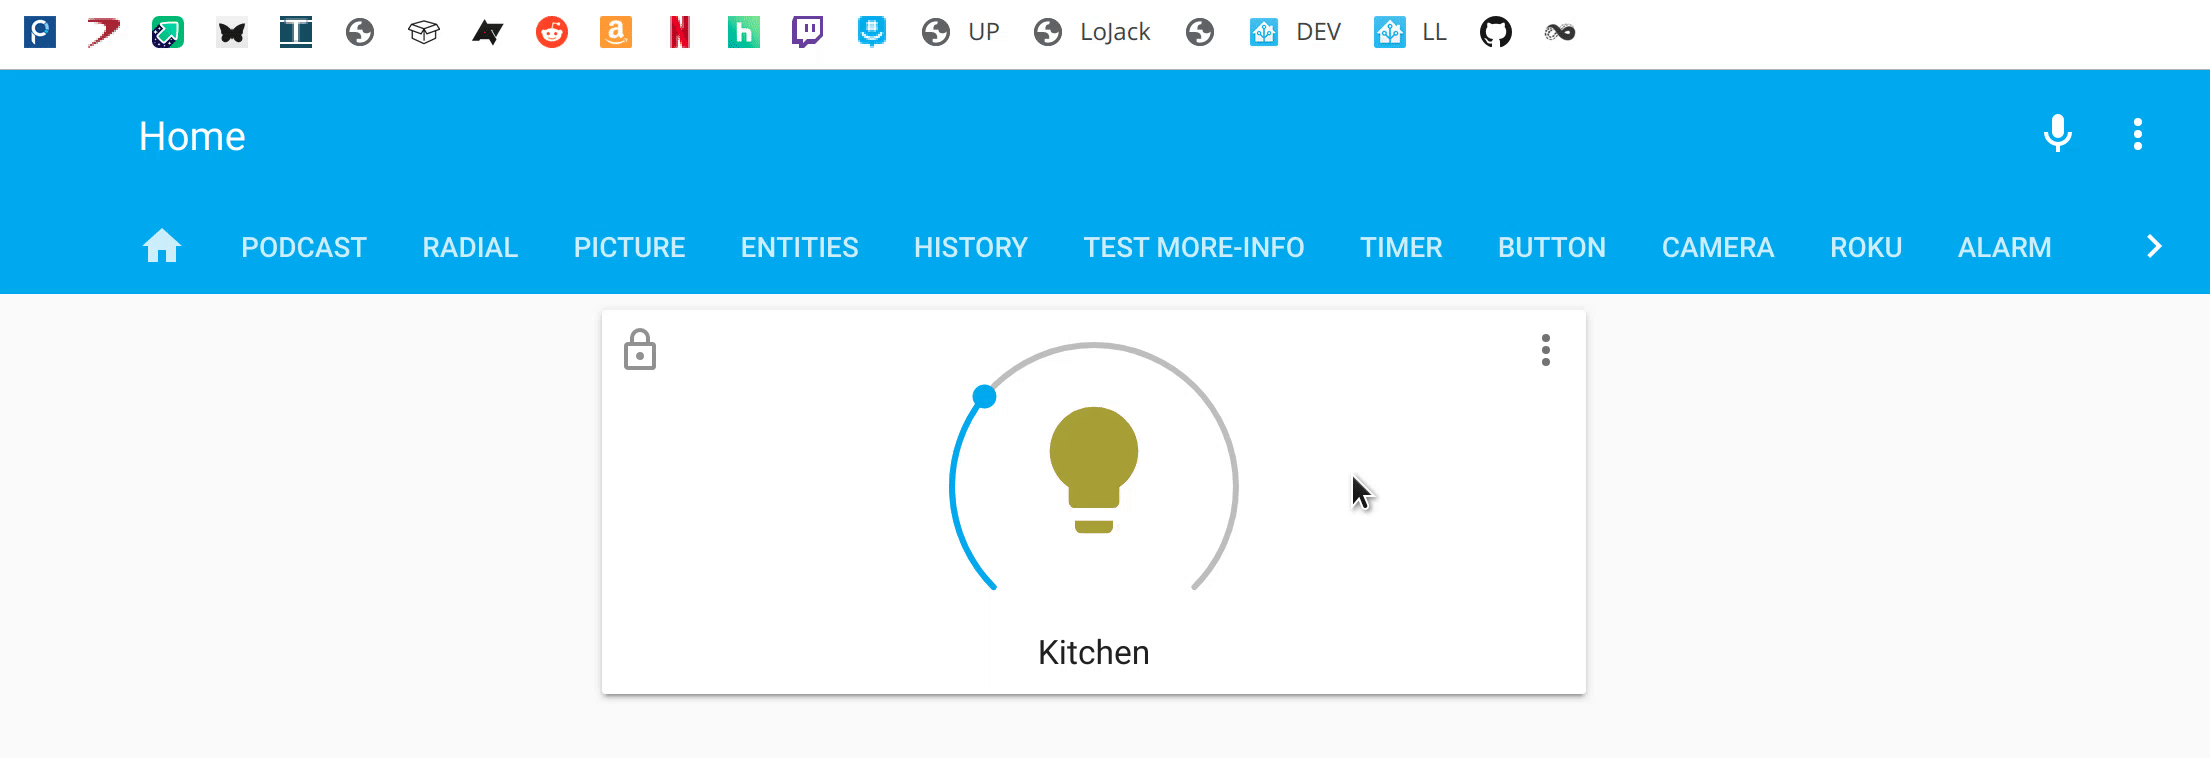 UP LoJack DEV LL
Home
PODCAST RADIAL PICTURE ENTITIES HISTORY TEST MORE-INFO TIMER BUTTON CAMERA ROKU ALARM
Kitchen